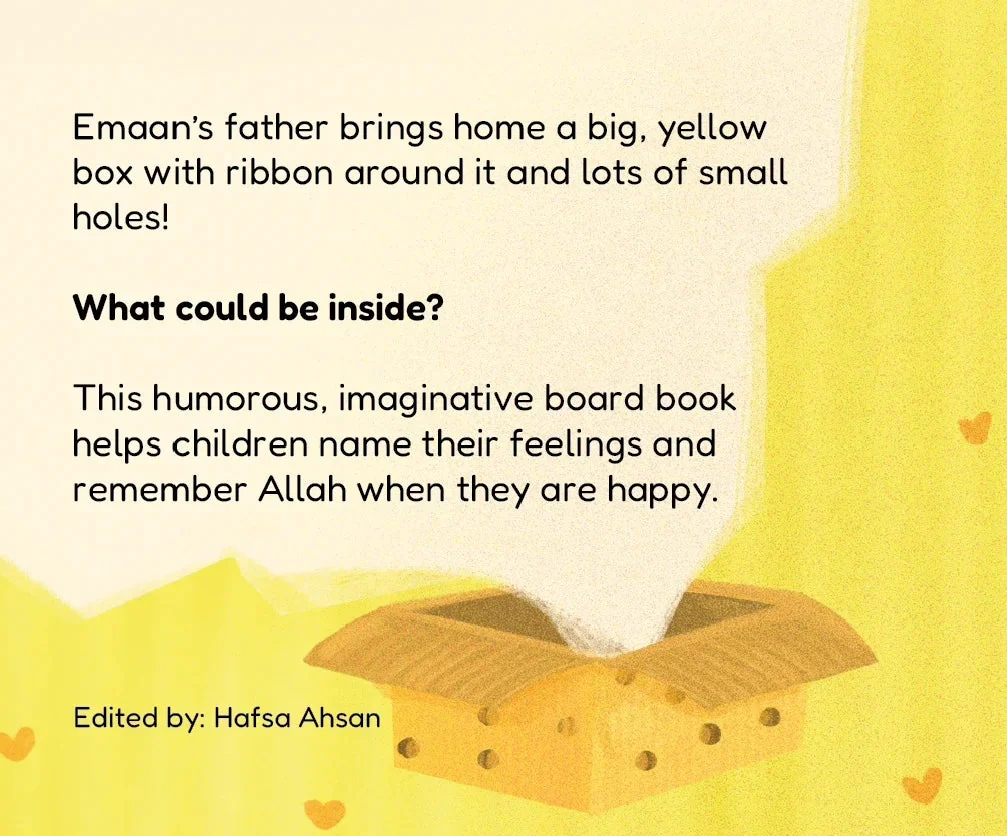 Emaan’s father brings home a big, yellow
box with ribbon around it and lots of small
holes!
What could be inside?
This humorous, imaginative board book
helps children name their feelings and
remember Allah when they are happy.
Edited by: Hafsa Ahsan